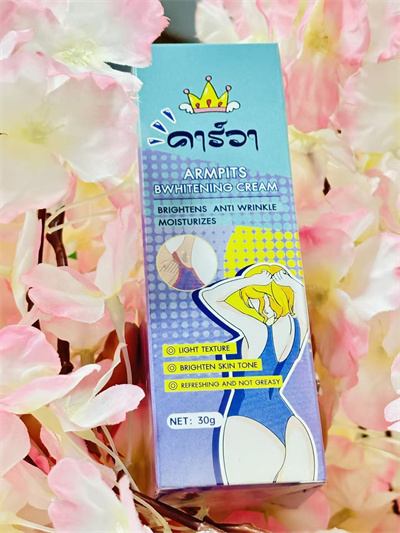 คาร์วา
ARMPITS
BWHITENING CREAM
BRIGHTENS ANTI WRINKLE
MOISTURIZES
LIGHT TEXTURE
BRIGHTEN SKIN TONE
REFRESHING AND NOT GREASY
NET: 30g